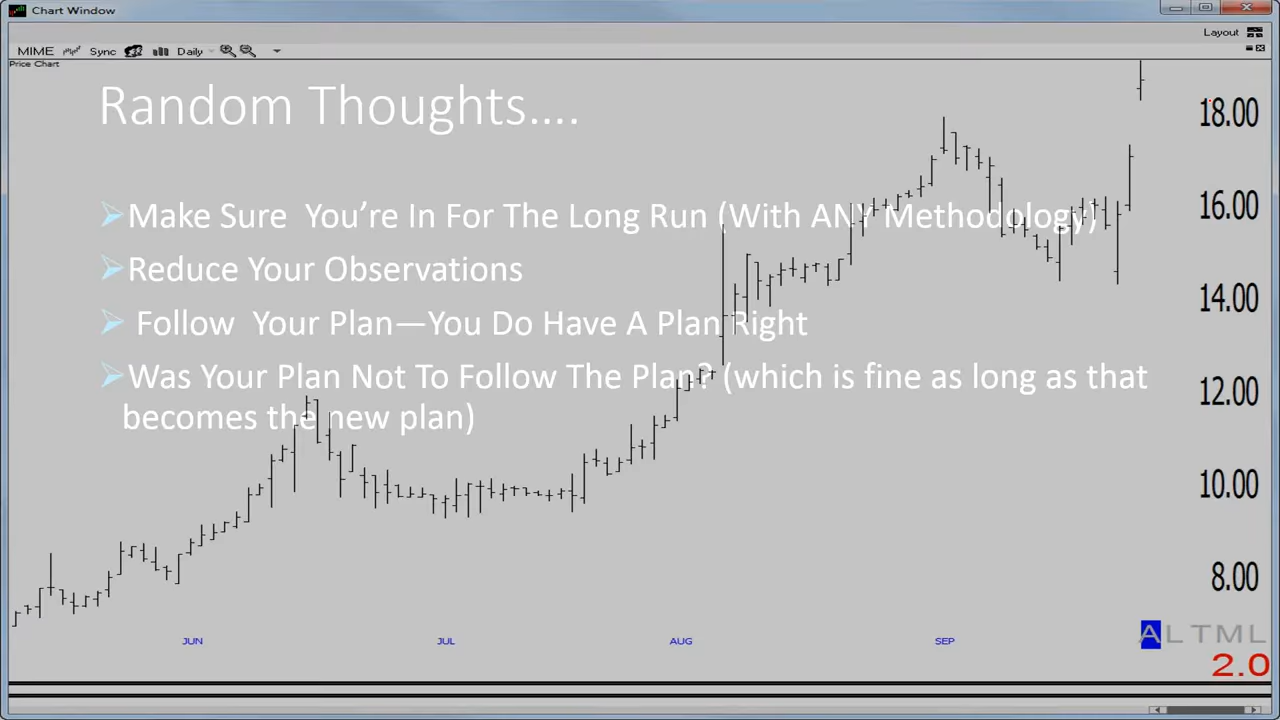 Chart Window
Layout
MIME Sync Daily
Price Chart
Random Thoughts....
18.00
Make Sure  You’re In For The Long Run (With ANY Methodology)
16.00
Reduce Your Observations
14.00
Follow  Your Plan—You Do Have A Plan Right
Was Your Plan Not To Follow The Plan? (which is fine as long as that
becomes the new plan)
12.00
10.00
8.00
JUN JUL AUG SEP
ALTML
2.0